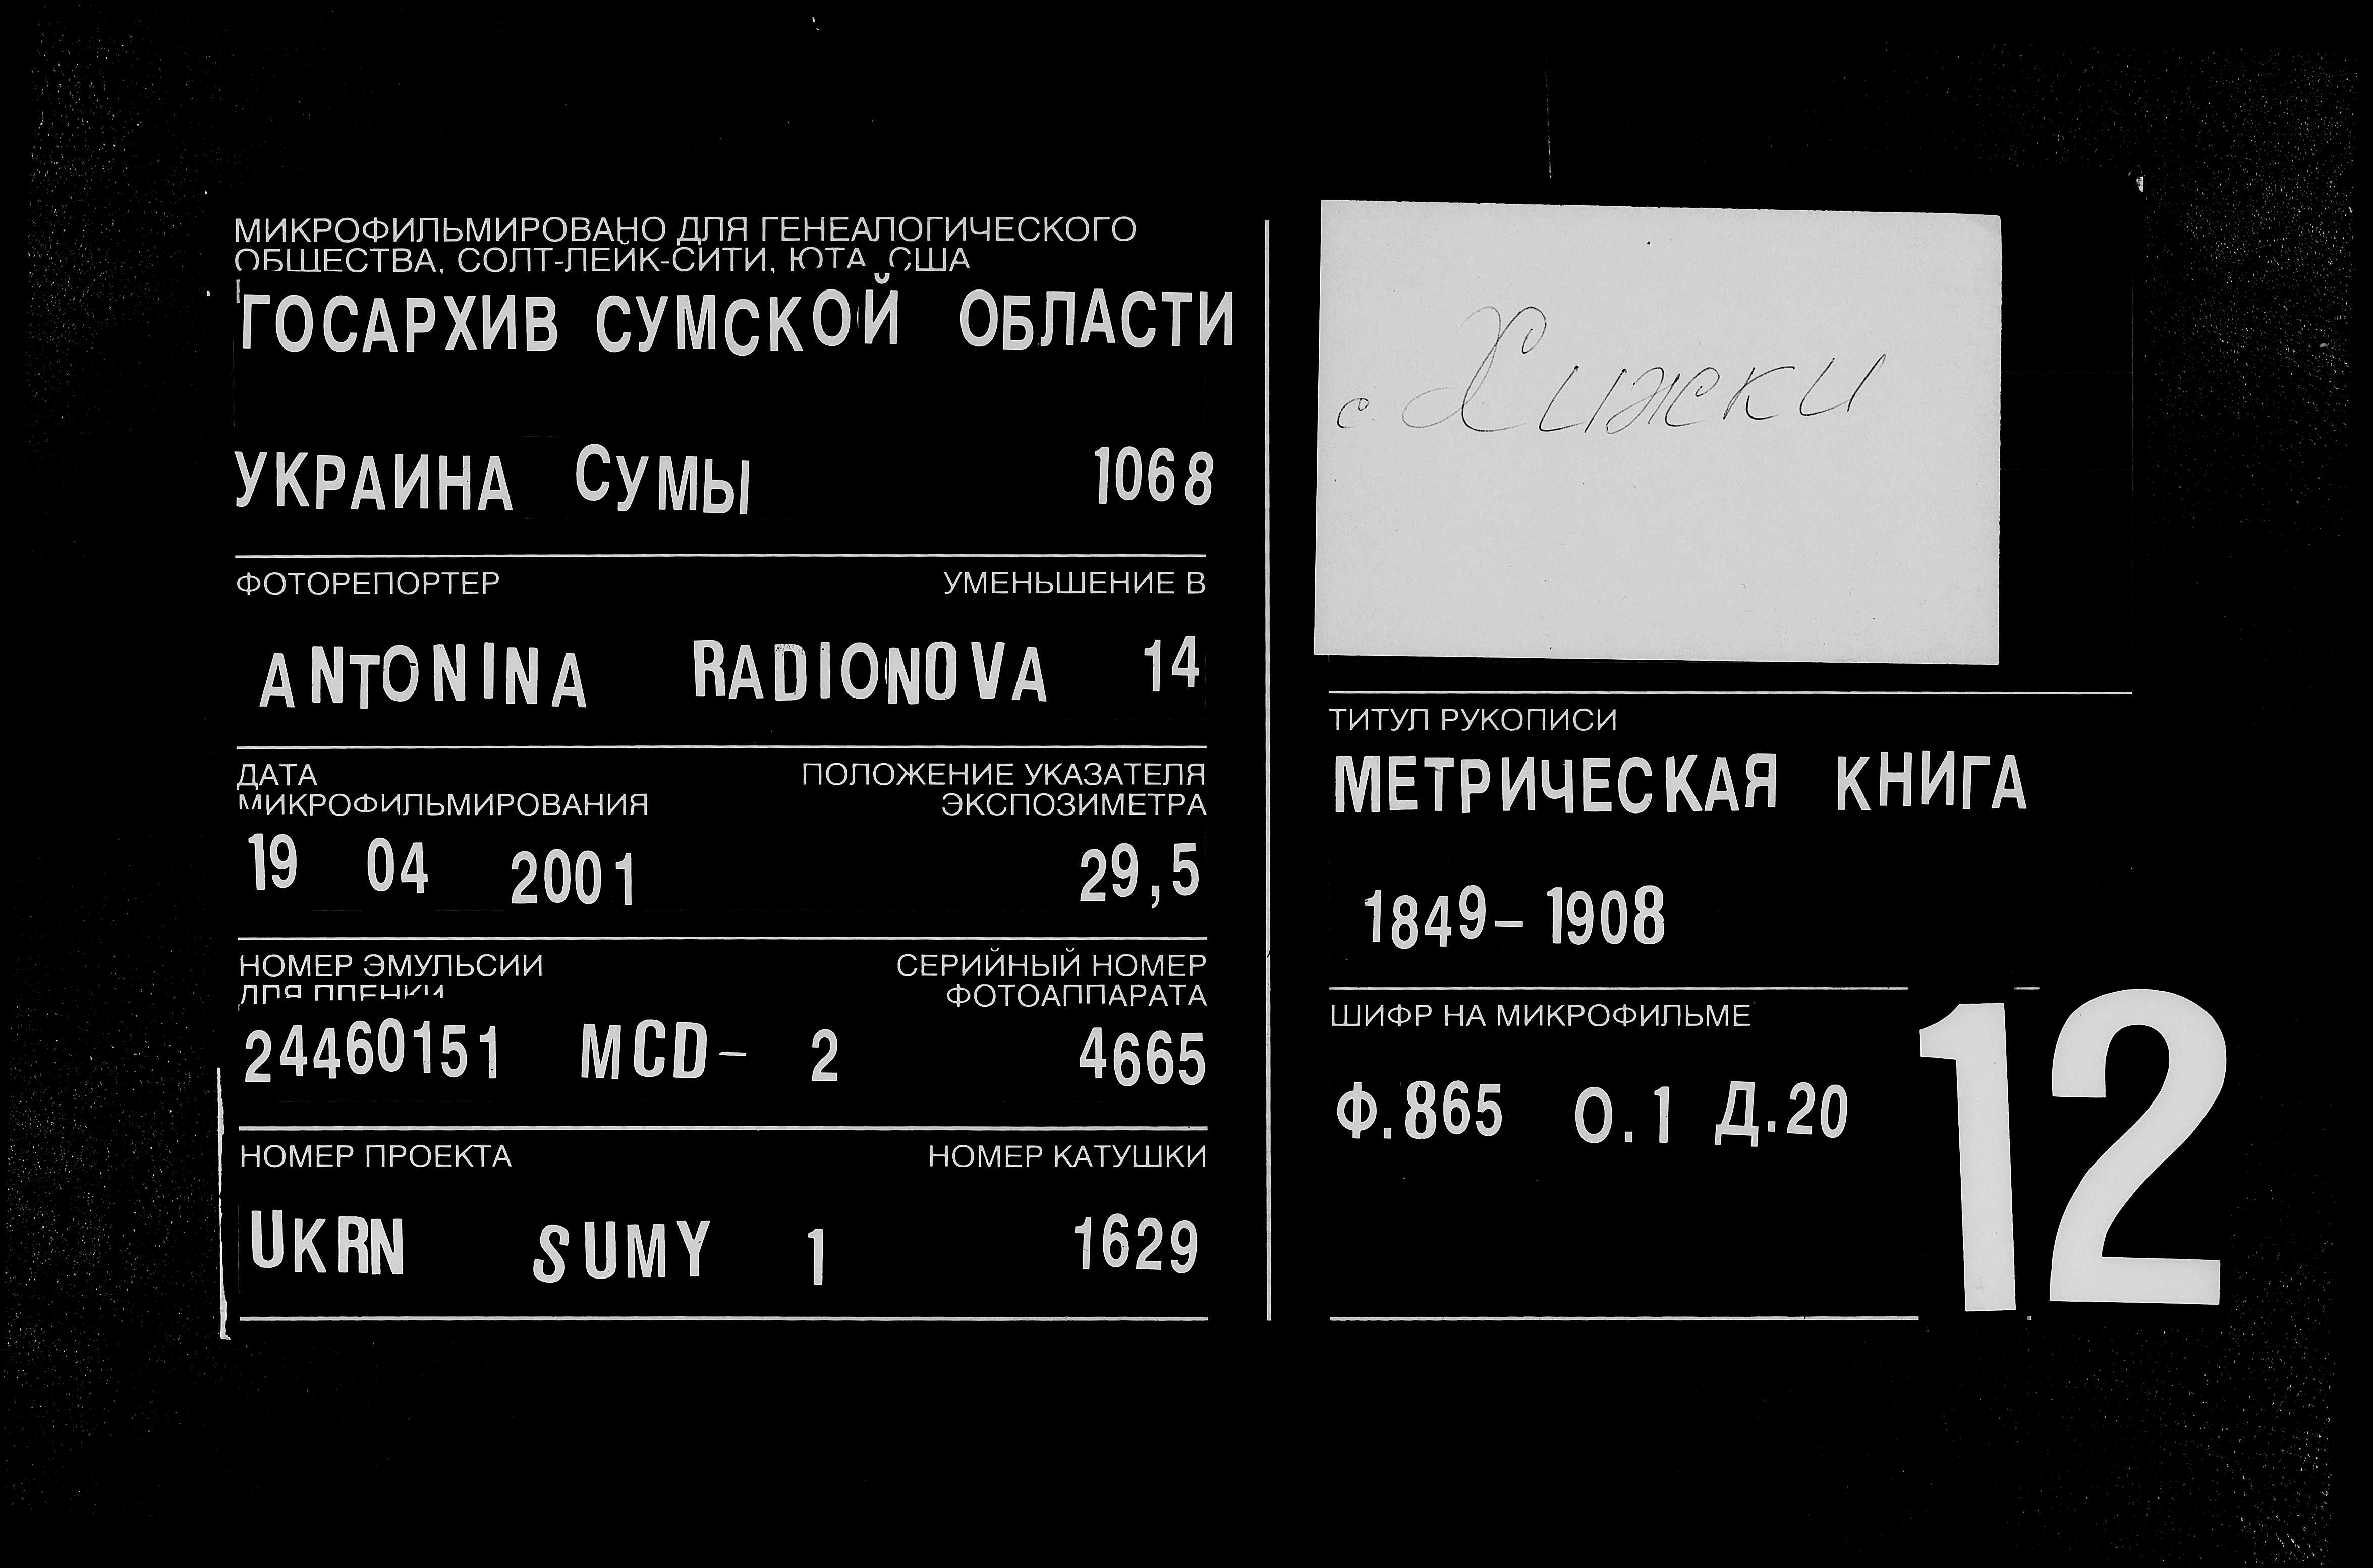 МИКРОФИЛЬМИРОВАНО ДЛЯ ГЕНЕАЛОГИЧЕСКОГО
ОБЩЕСТВА, СОЛТ-ЛЕЙК-СИТИ, ЮТА, США
ГОСАРХИВ СУМСКОЙ ОБЛАСТИ
УКРАИНА СУМЫ 1068
ФОТОРЕПОРТЕР УМЕНЬШЕНИЕ В
ANTONINA RADIONOVA 14
ДАТА ПОЛОЖЕНИЕ УКАЗАТЕЛЯ
МИКРОФИЛЬМИРОВАНИЯ ЭКСПОЗИМЕТРА
19 04 2001 29,5
НОМЕР ЭМУЛЬСИИ СЕРИЙНЫЙ НОМЕР
ДЛЯ ПЛЕНКИ ФОТОАППАРАТА
24460151 MCD- 2 4665
НОМЕР ПРОЕКТА НОМЕР КАТУШКИ
UKRN SUMY 1 1629
с. Хижки
ТИТУЛ РУКОПИСИ
МЕТРИЧЕСКАЯ КНИГА
1849-1908
ШИФР НА МИКРОФИЛЬМЕ
Ф.865 О.1 Д.20
12